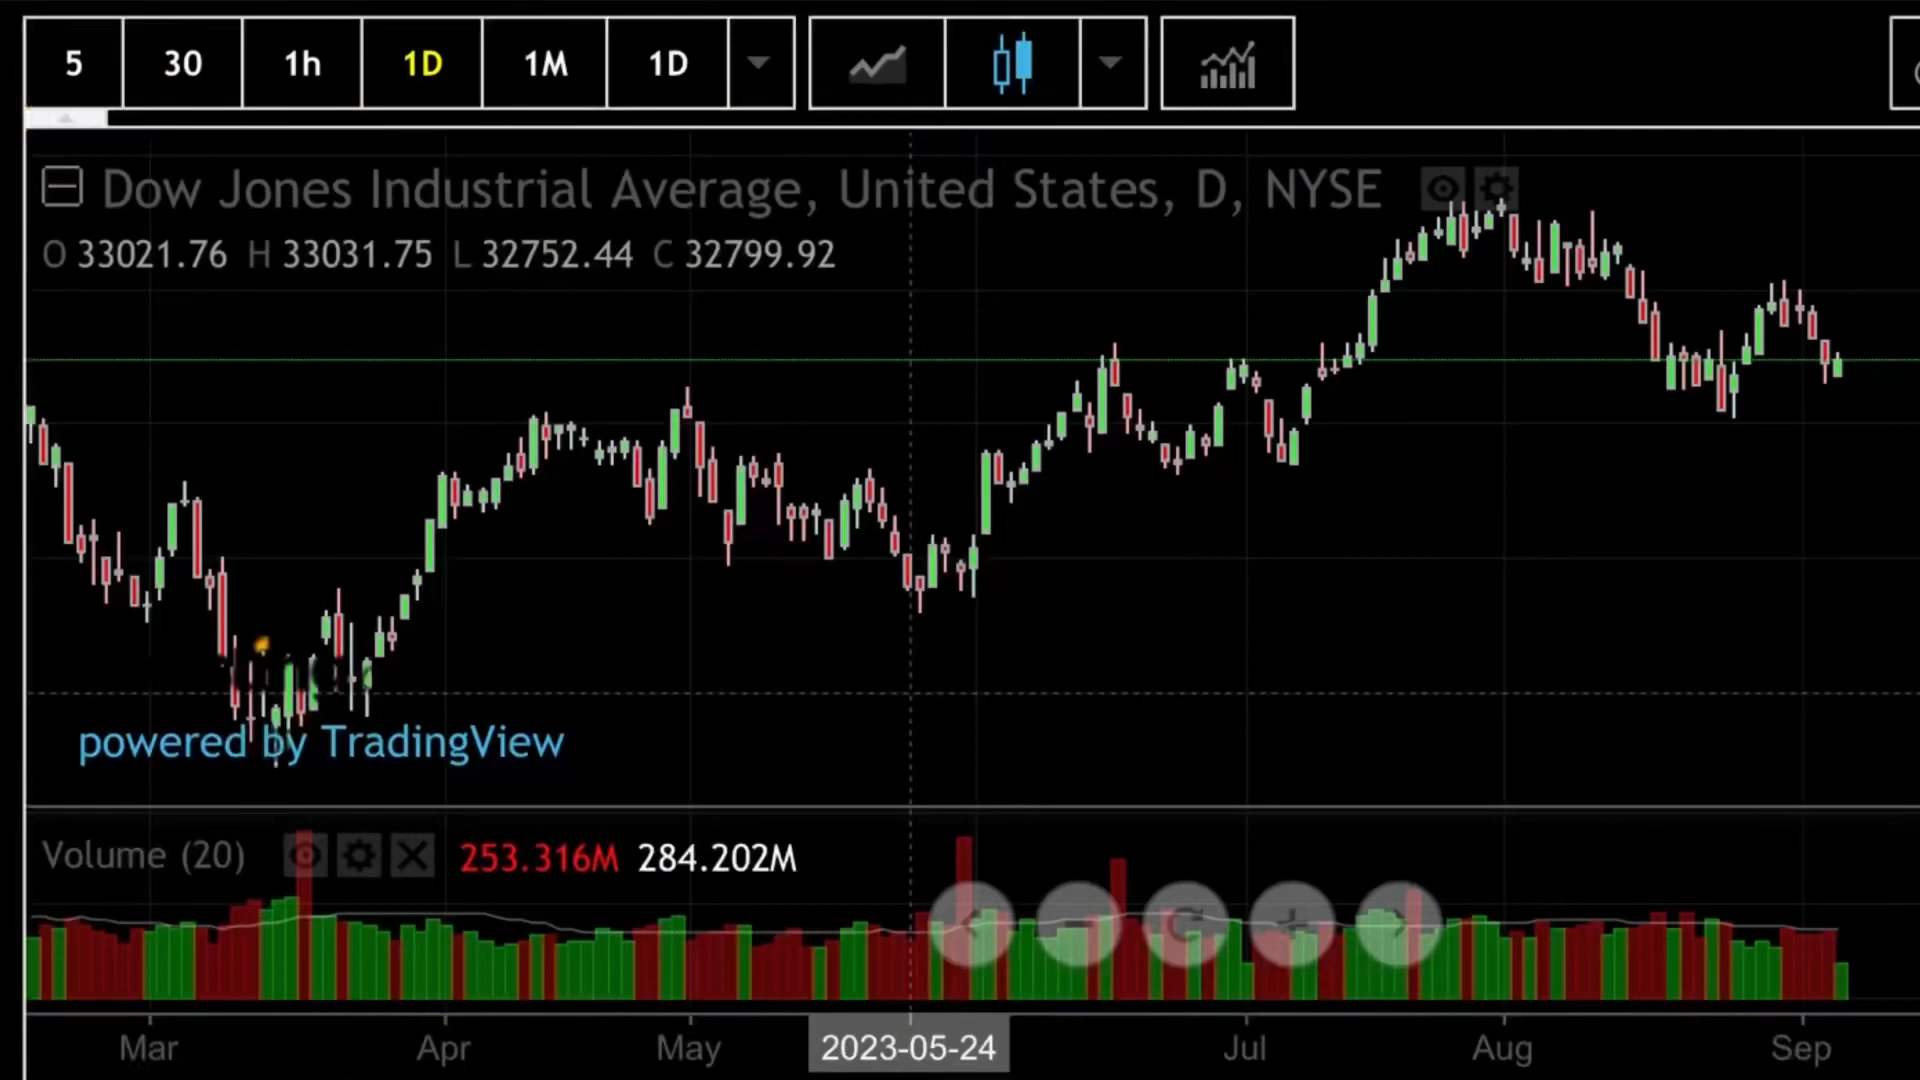 5 30 1h 1D 1M 1D
Dow Jones Industrial Average, United States, D, NYSE
O 33021.76 H 33031.75 L 32752.44 C 32799.92
powered by TradingView
Volume (20) 253.316M 284.202M
Mar Apr May 2023-05-24 Jul Aug Sep